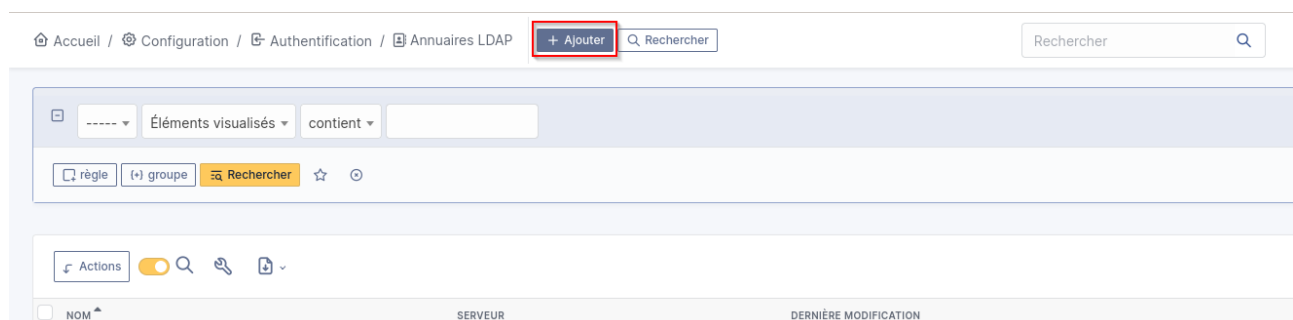 Accueil / Configuration / Authentification / Annuaires LDAP + Ajouter Rechercher Rechercher
----- Éléments visualisés contient
règle {+} groupe Rechercher
Actions
NOM SERVEUR DERNIÈRE MODIFICATION